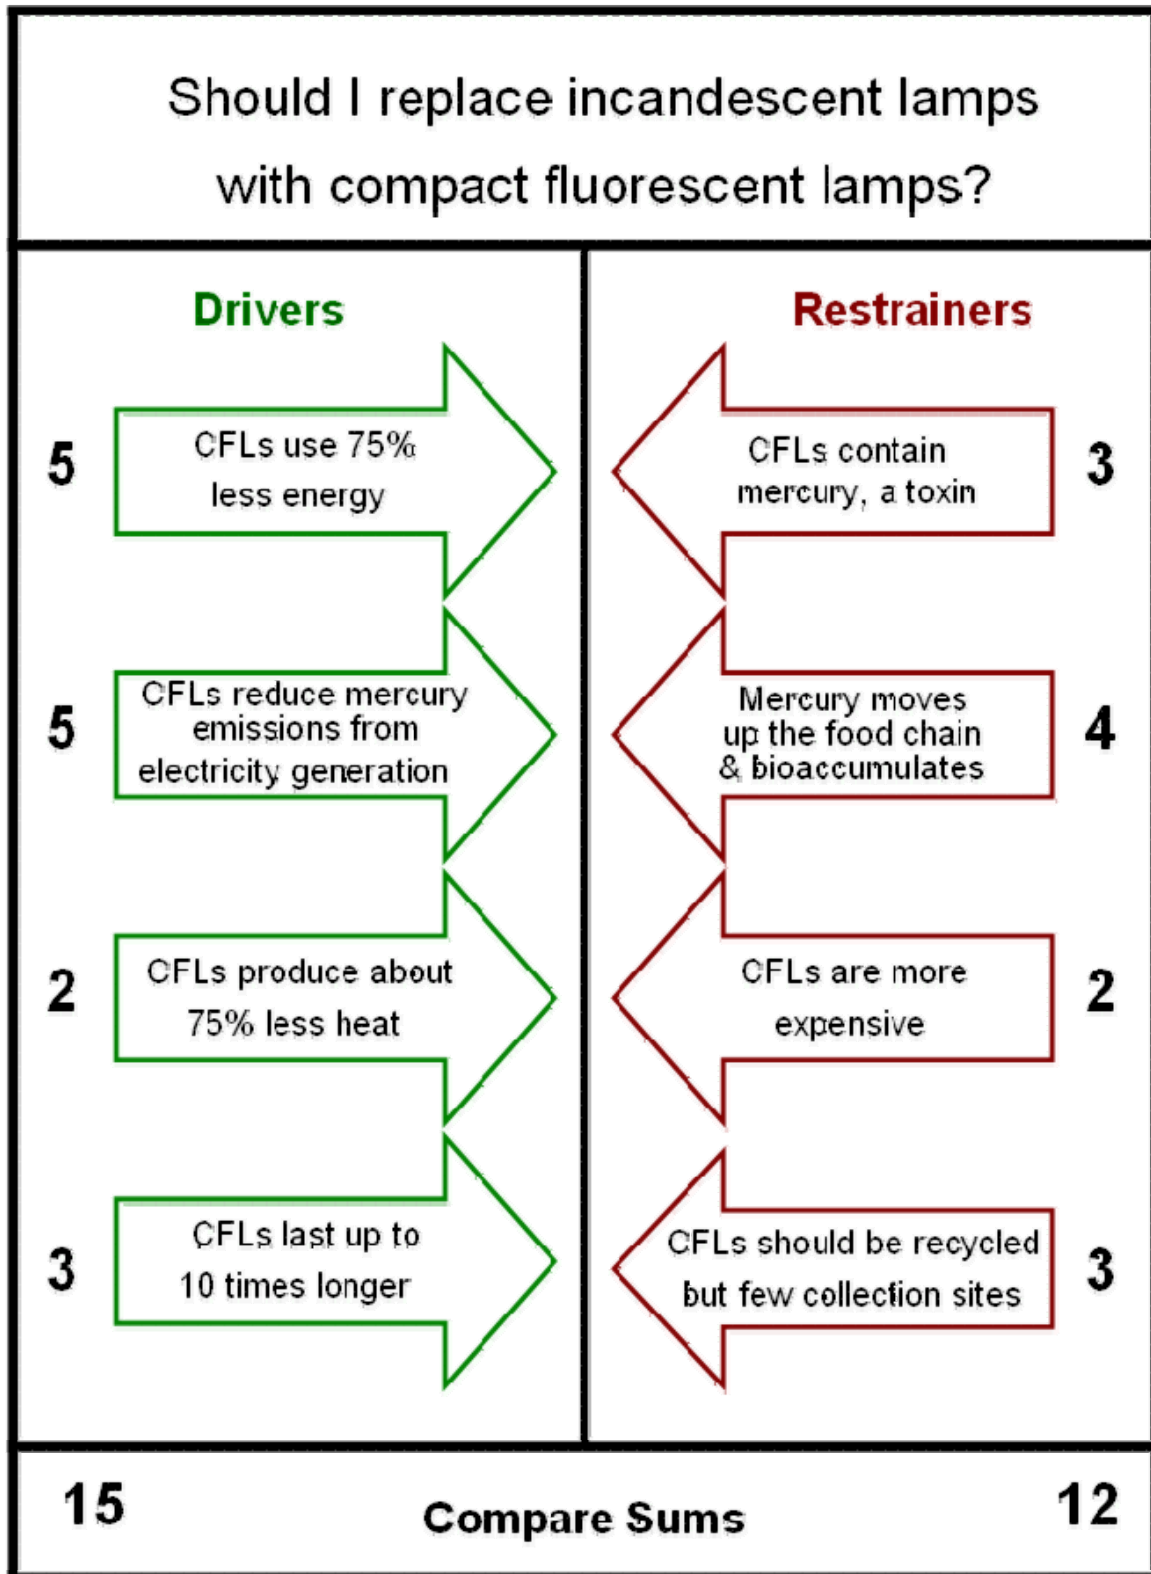 Should I replace incandescent lamps
with compact fluorescent lamps?
Drivers
5
CFLs use 75%
less energy
5
CFLs reduce mercury
emissions from
electricity generation
2
CFLs produce about
75% less heat
3
CFLs last up to
10 times longer
Restrainers
CFLs contain
mercury, a toxin
3
Mercury moves
up the food chain
& bioaccumulates
4
CFLs are more
expensive
2
CFLs should be recycled
but few collection sites
3
15
Compare Sums
12